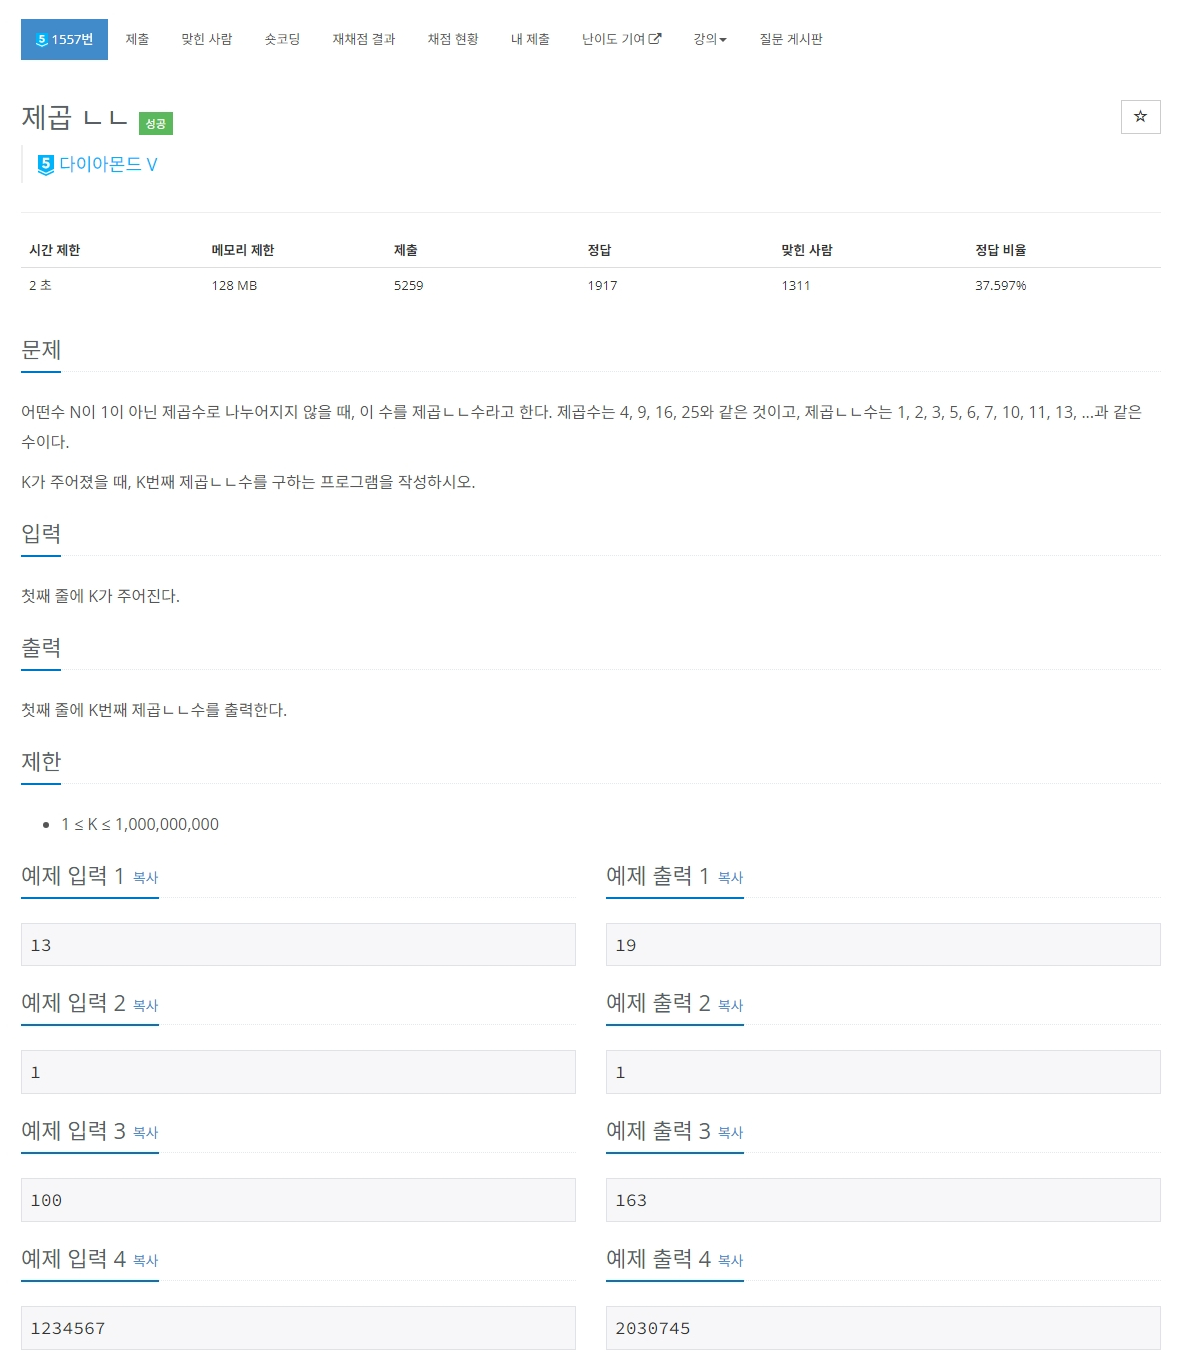 5 1557번 제출 맞힌 사람 숏코딩 재채점 결과 채점 현황 내 제출 난이도 기여 강의 질문 게시판
제곱 ㄴㄴ 성공
5 다이아몬드 V
시간 제한 메모리 제한 제출 정답 맞힌 사람 정답 비율
2 초 128 MB 5259 1917 1311 37.597%
문제
어떤수 N이 1이 아닌 제곱수로 나누어지지 않을 때, 이 수를 제곱ㄴㄴ수라고 한다. 제곱수는 4, 9, 16, 25와 같은 것이고, 제곱ㄴㄴ수는 1, 2, 3, 5, 6, 7, 10, 11, 13, ...과 같은
수이다.
K가 주어졌을 때, K번째 제곱ㄴㄴ수를 구하는 프로그램을 작성하시오.
입력
첫째 줄에 K가 주어진다.
출력
첫째 줄에 K번째 제곱ㄴㄴ수를 출력한다.
제한
• 1 ≤ K ≤ 1,000,000,000
예제 입력 1 복사 예제 출력 1 복사
13 19
예제 입력 2 복사 예제 출력 2 복사
1 1
예제 입력 3 복사 예제 출력 3 복사
100 163
예제 입력 4 복사 예제 출력 4 복사
1234567 2030745